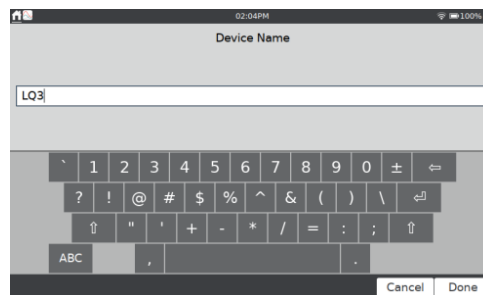 02:04PM 100%
Device Name
LQ3
` 1 2 3 4 5 6 7 8 9 0 ± ⇦
? ! @ # $ % ^ & ( ) \ ⏎
⇧ " ' + - * / = : ; ⇧
ABC , .
Cancel Done